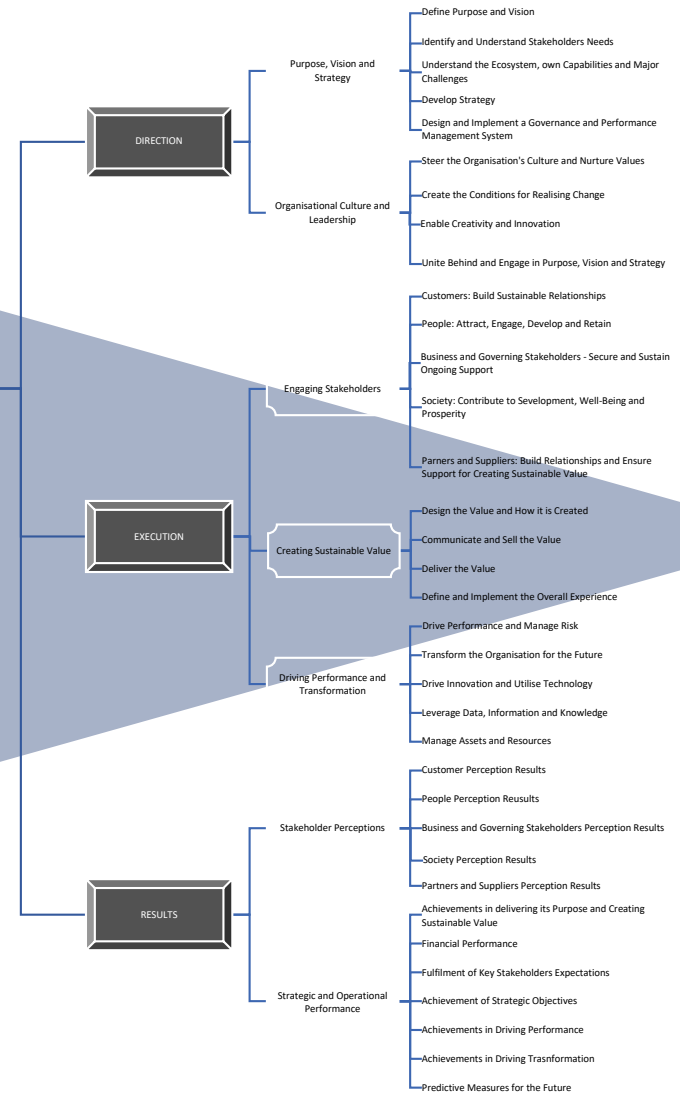 DIRECTION
Purpose, Vision and
Strategy
Define Purpose and Vision
Identify and Understand Stakeholders Needs
Understand the Ecosystem, own Capabilities and Major
Challenges
Develop Strategy
Design and Implement a Governance and Performance
Management System
Organisational Culture and
Leadership
Steer the Organisation's Culture and Nurture Values
Create the Conditions for Realising Change
Enable Creativity and Innovation
Unite Behind and Engage in Purpose, Vision and Strategy
EXECUTION
Engaging Stakeholders
Customers: Build Sustainable Relationships
People: Attract, Engage, Develop and Retain
Business and Governing Stakeholders - Secure and Sustain
Ongoing Support
Society: Contribute to Sevelopment, Well-Being and
Prosperity
Parners and Suppliers: Build Relationships and Ensure
Support for Creating Sustainable Value
Creating Sustainable Value
Design the Value and How it is Created
Communicate and Sell the Value
Deliver the Value
Define and Implement the Overall Experience
Driving Performance and
Transformation
Drive Performance and Manage Risk
Transform the Organisation for the Future
Drive Innovation and Utilise Technology
Leverage Data, Information and Knowledge
Manage Assets and Resources
RESULTS
Stakeholder Perceptions
Customer Perception Results
People Perception Reusults
Business and Governing Stakeholders Perception Results
Society Perception Results
Partners and Suppliers Perception Results
Strategic and Operational
Performance
Achievements in delivering its Purpose and Creating
Sustainable Value
Financial Performance
Fulfilment of Key Stakeholders Expectations
Achievement of Strategic Objectives
Achievements in Driving Performance
Achievements in Driving Trasnformation
Predictive Measures for the Future